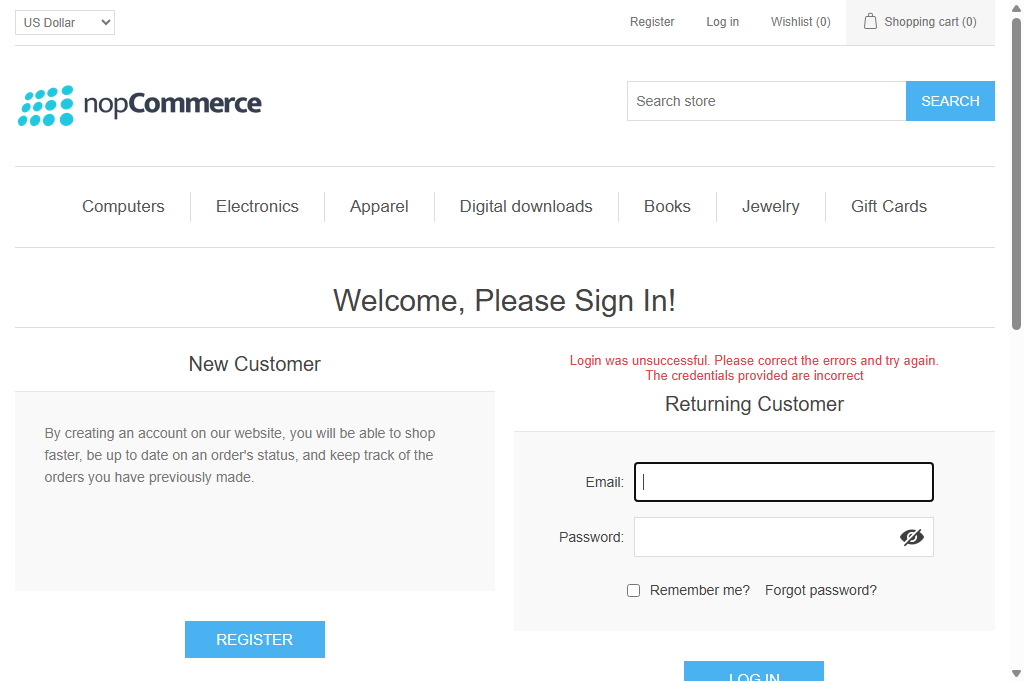 US Dollar
Register
Log in
Wishlist (0)
Shopping cart (0)
nopCommerce
Search store
SEARCH
Computers
Electronics
Apparel
Digital downloads
Books
Jewelry
Gift Cards
Welcome, Please Sign In!
New Customer
By creating an account on our website, you will be able to shop
faster, be up to date on an order's status, and keep track of the
orders you have previously made.
REGISTER
Login was unsuccessful. Please correct the errors and try again.
The credentials provided are incorrect
Returning Customer
Email:
Password:
Remember me?
Forgot password?
LOG IN